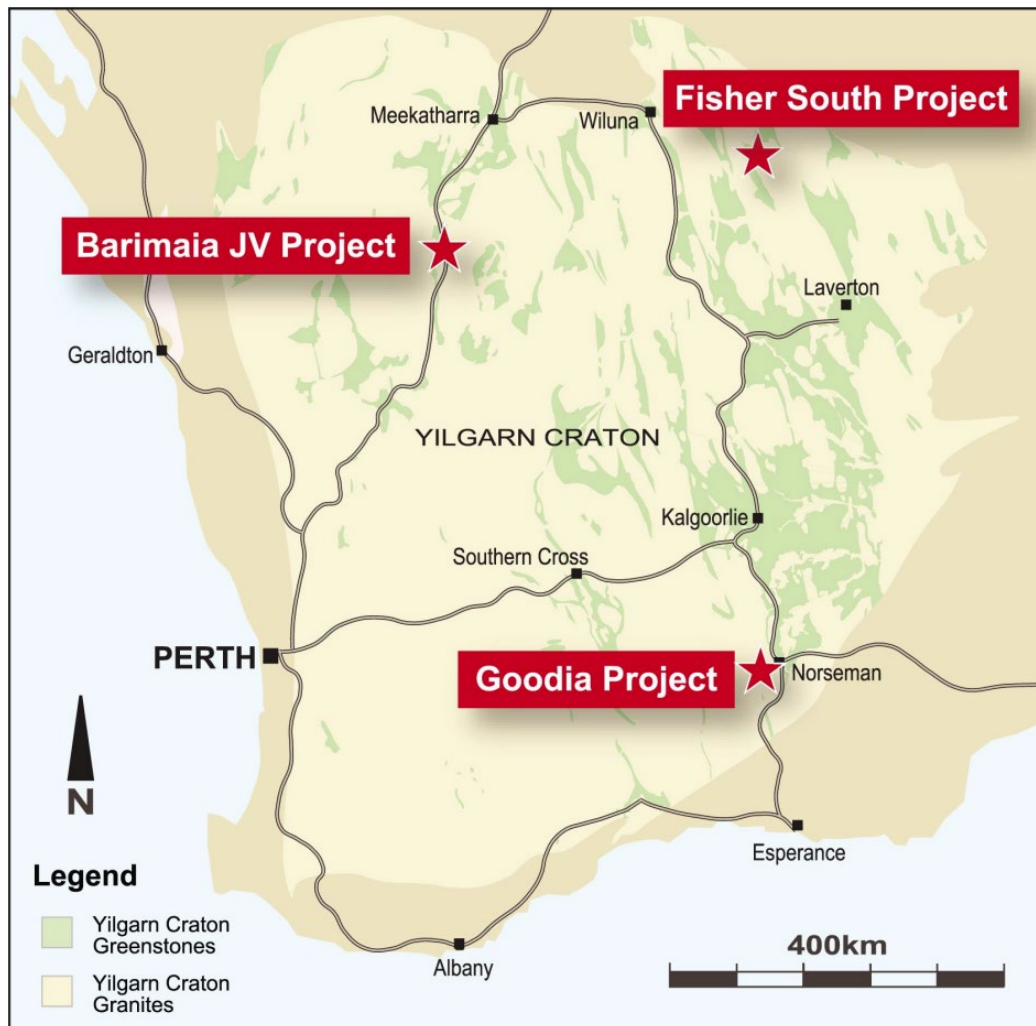 Fisher South Project
Meekatharra
Wiluna
Barimaia JV Project
Laverton
Geraldton
YILGARN CRATON
Kalgoorlie
Southern Cross
PERTH
Goodia Project
Norseman
N
Esperance
Legend
Yilgarn Craton
Greenstones
Yilgarn Craton
Granites
Albany
400km